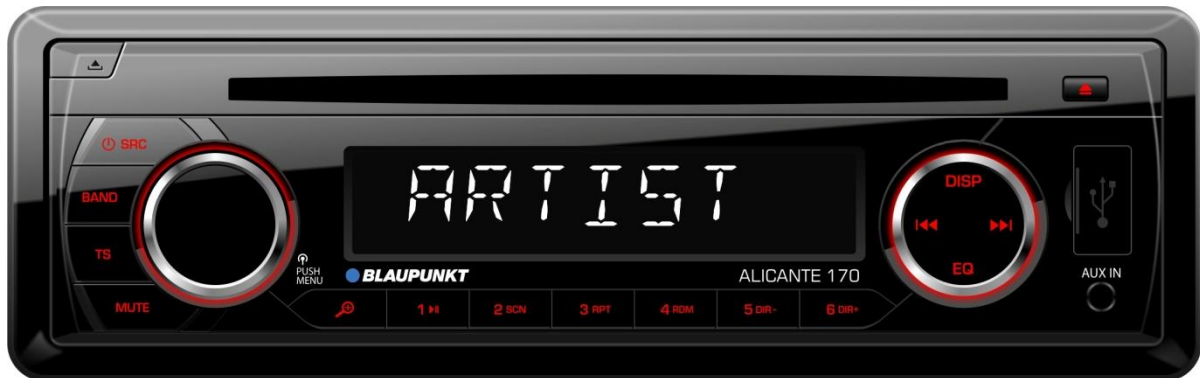 SRC
BAND
TS
MUTE
ARTIST
PUSH
MENU
BLAUPUNKT
ALICANTE 170
1
2 SCN
3 RPT
4 RDM
5 DIR-
6 DIR+
DISP
EQ
AUX IN